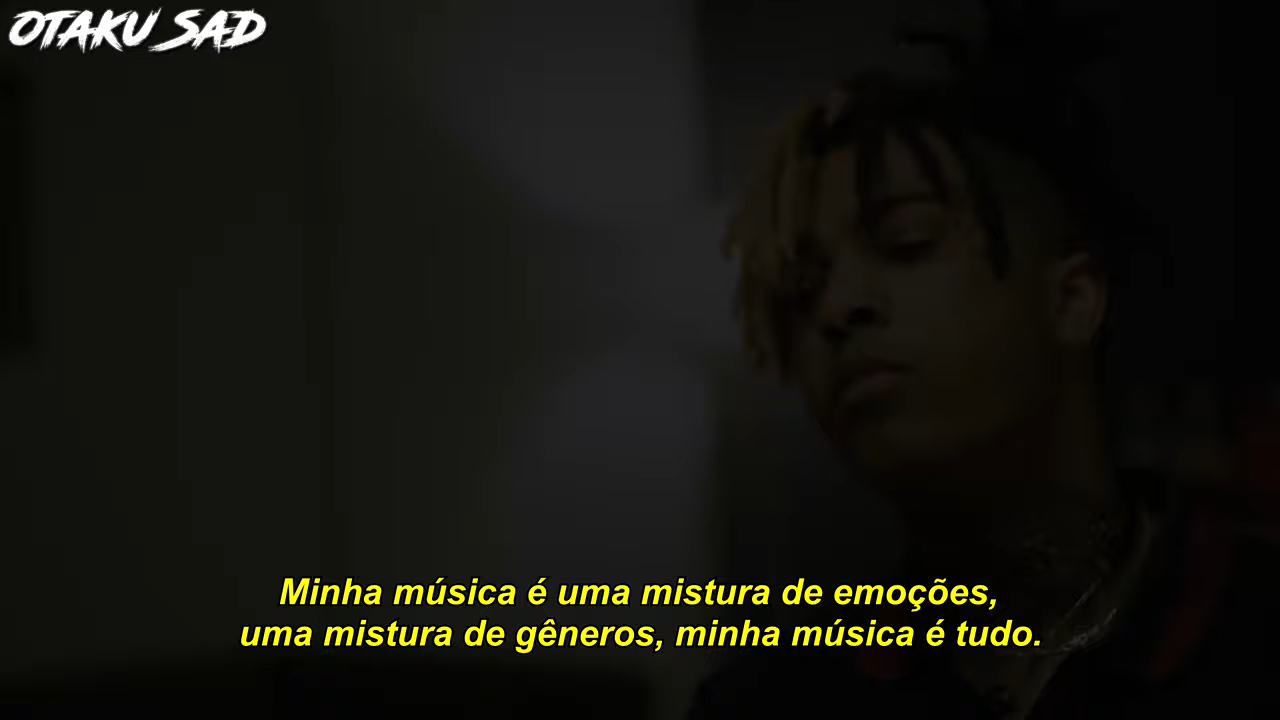 OTAKU SAD
Minha música é uma mistura de emoções,
uma mistura de gêneros, minha música é tudo.